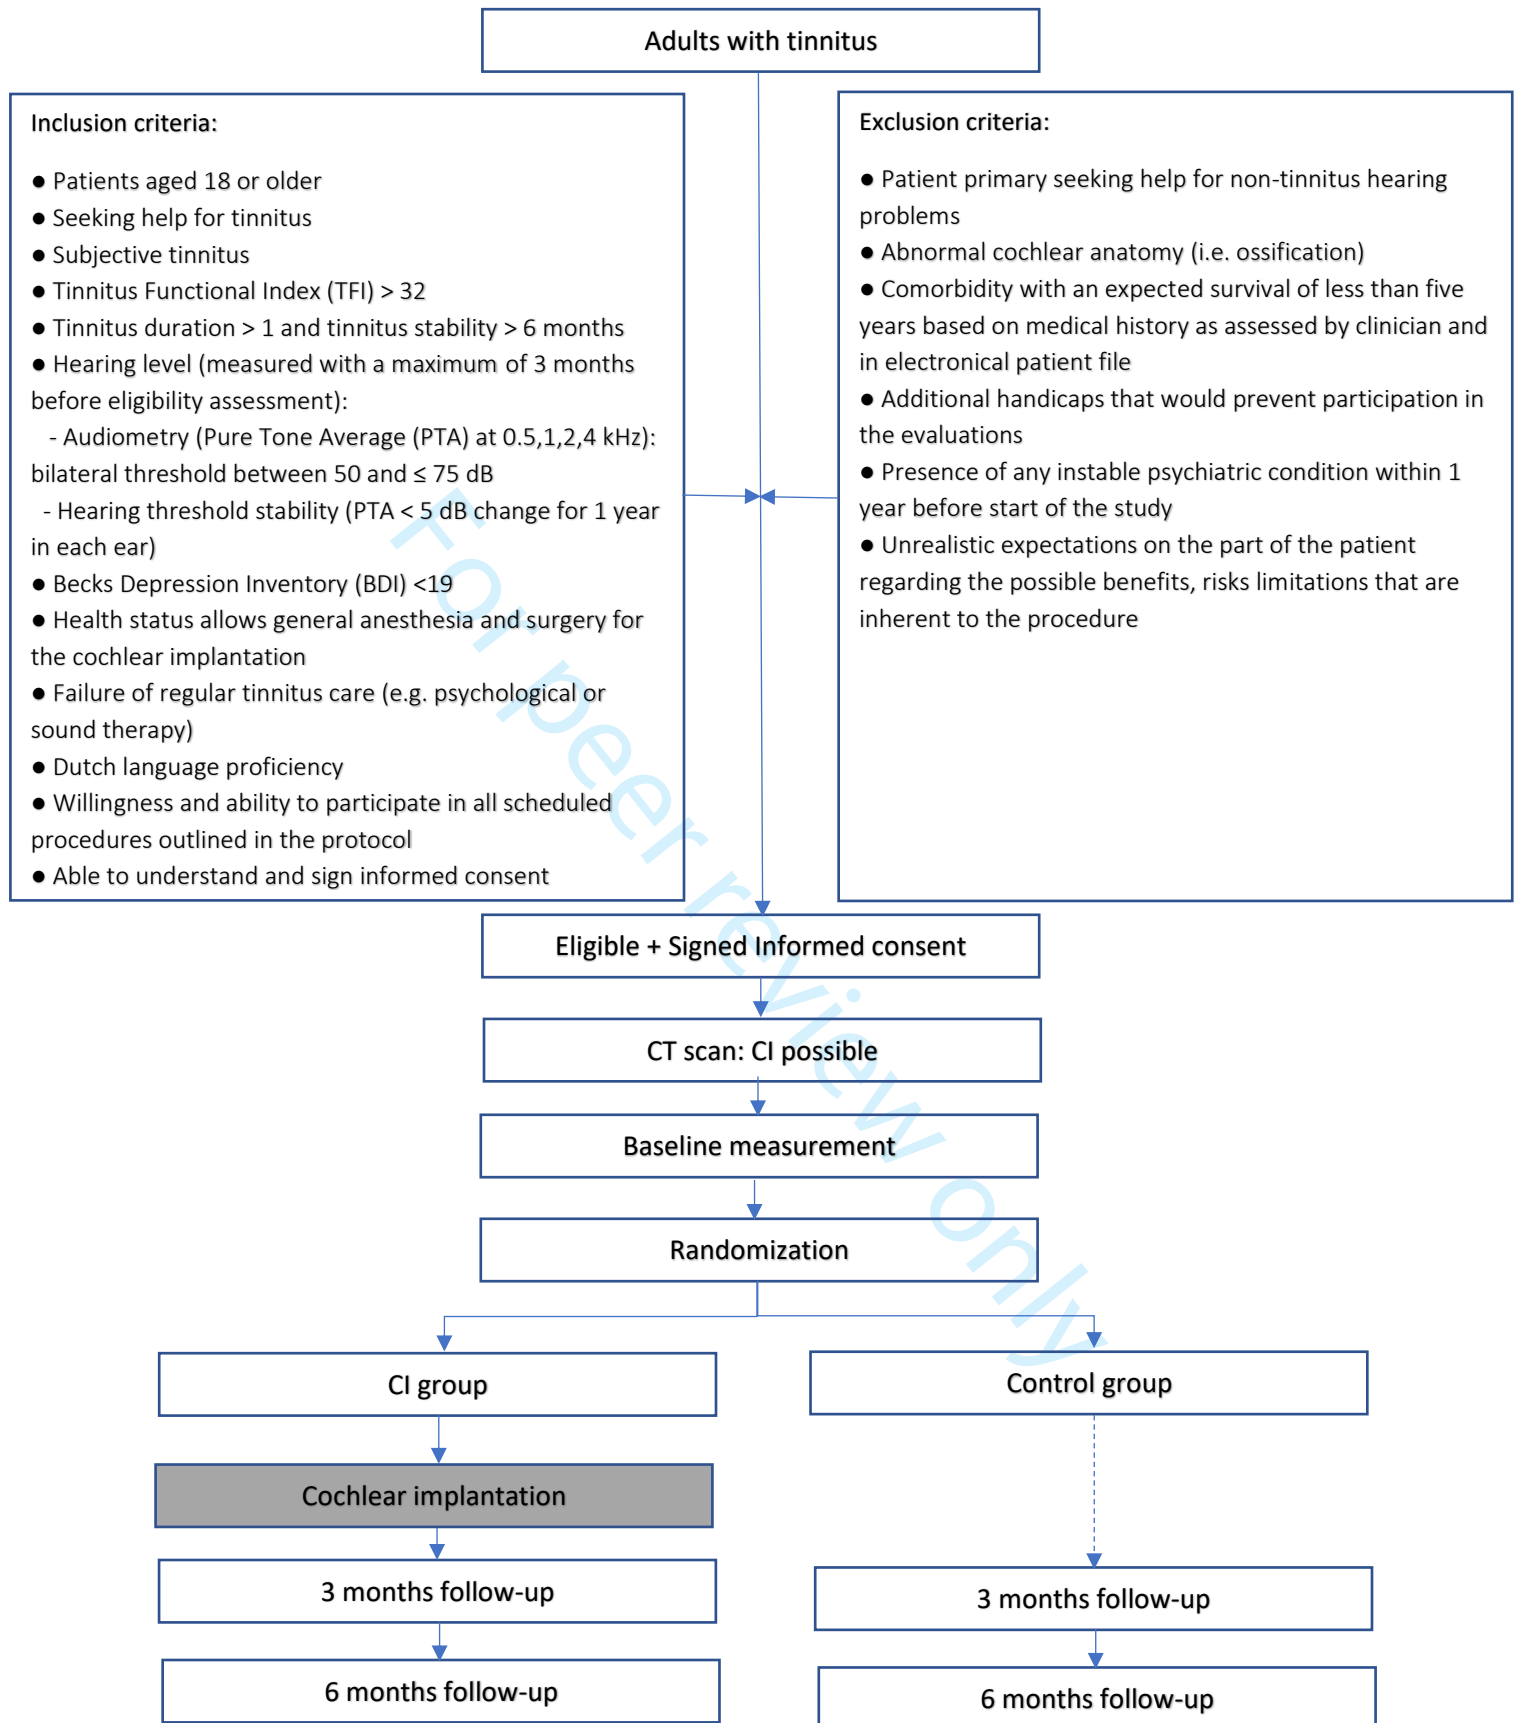 Adults with tinnitus
Inclusion criteria:
● Patients aged 18 or older
● Seeking help for tinnitus
● Subjective tinnitus
● Tinnitus Functional Index (TFI) > 32
● Tinnitus duration > 1 and tinnitus stability > 6 months
● Hearing level (measured with a maximum of 3 months
before eligibility assessment):
- Audiometry (Pure Tone Average (PTA) at 0.5,1,2,4 kHz):
bilateral threshold between 50 and ≤ 75 dB
- Hearing threshold stability (PTA < 5 dB change for 1 year
in each ear)
● Becks Depression Inventory (BDI) <19
● Health status allows general anesthesia and surgery for
the cochlear implantation
● Failure of regular tinnitus care (e.g. psychological or
sound therapy)
● Dutch language proficiency
● Willingness and ability to participate in all scheduled
procedures outlined in the protocol
● Able to understand and sign informed consent
Exclusion criteria:
● Patient primary seeking help for non-tinnitus hearing
problems
● Abnormal cochlear anatomy (i.e. ossification)
● Comorbidity with an expected survival of less than five
years based on medical history as assessed by clinician and
in electronical patient file
● Additional handicaps that would prevent participation in
the evaluations
● Presence of any instable psychiatric condition within 1
year before start of the study
● Unrealistic expectations on the part of the patient
regarding the possible benefits, risks limitations that are
inherent to the procedure
For peer review only
Eligible + Signed Informed consent
CT scan: CI possible
Baseline measurement
Randomization
CI group
Control group
Cochlear implantation
3 months follow-up
3 months follow-up
6 months follow-up
6 months follow-up